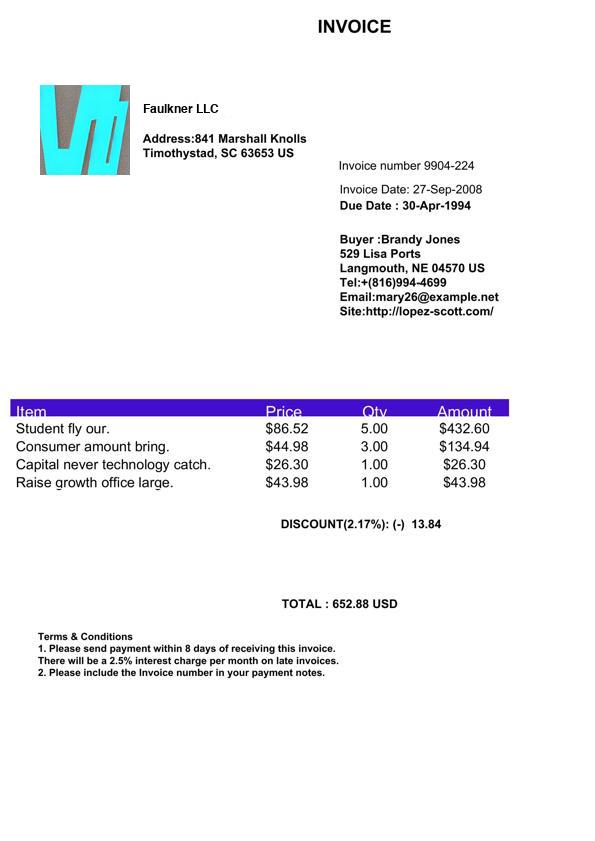 INVOICE
Faulkner LLC
Address:841 Marshall Knolls
Timothystad, SC 63653 US
Invoice number 9904-224
Invoice Date: 27-Sep-2008
Due Date : 30-Apr-1994
Buyer :Brandy Jones
529 Lisa Ports
Langmouth, NE 04570 US
Tel:+(816)994-4699
Email:mary26@example.net
Site:http://lopez-scott.com/
Item Price Qty Amount
Student fly our. $86.52 5.00 $432.60
Consumer amount bring. $44.98 3.00 $134.94
Capital never technology catch. $26.30 1.00 $26.30
Raise growth office large. $43.98 1.00 $43.98
DISCOUNT(2.17%): (-) 13.84
TOTAL : 652.88 USD
Terms & Conditions
1. Please send payment within 8 days of receiving this invoice.
There will be a 2.5% interest charge per month on late invoices.
2. Please include the Invoice number in your payment notes.